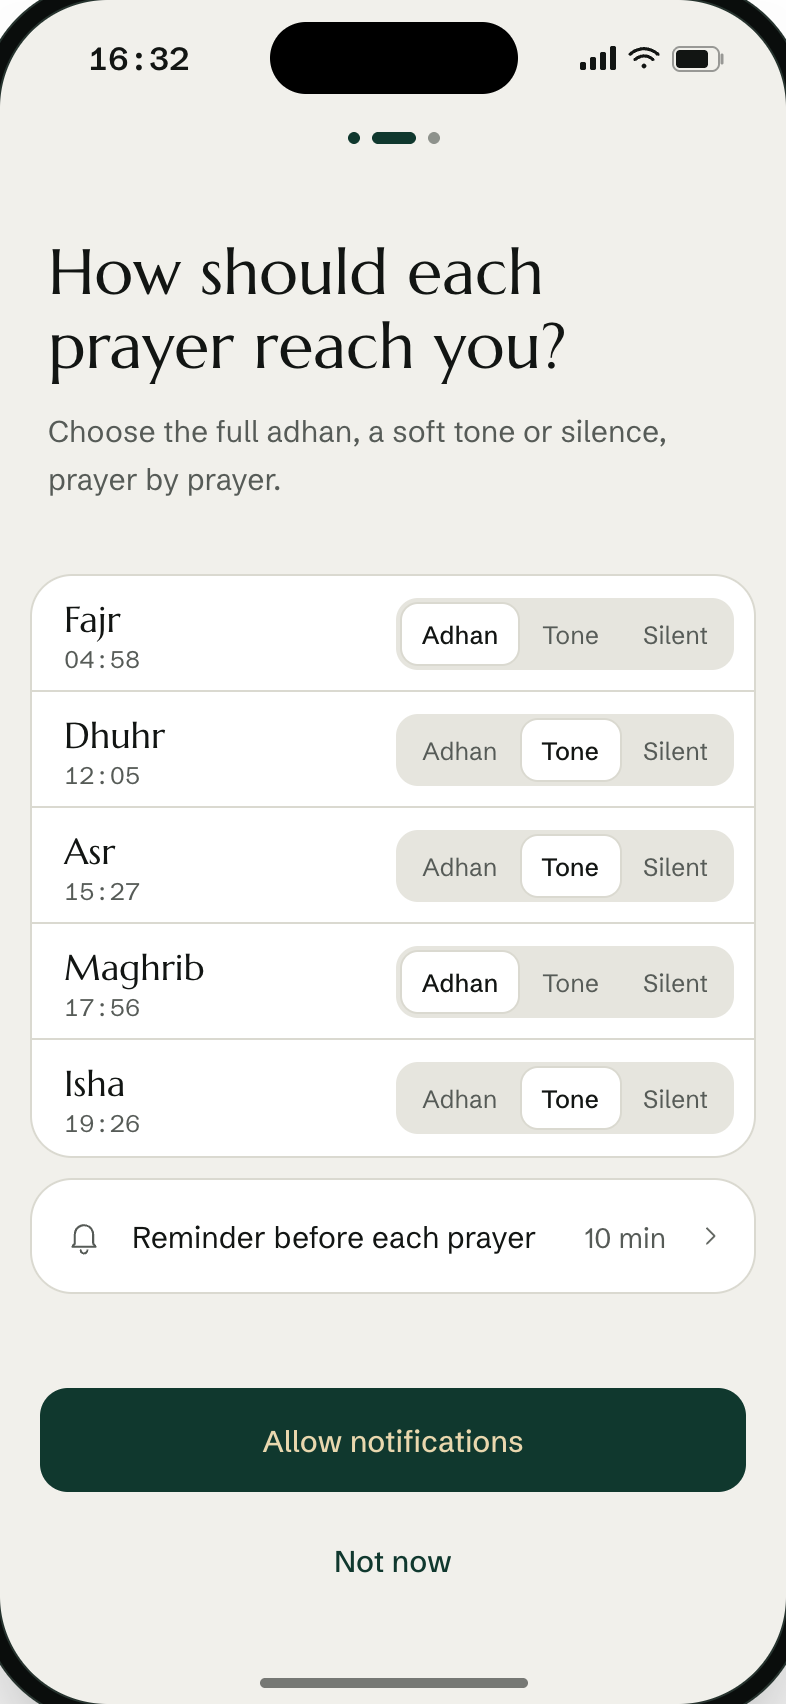 16:32
How should each
prayer reach you?
Choose the full adhan, a soft tone or silence,
prayer by prayer.
Fajr
04:58
Adhan Tone Silent
Dhuhr
12:05
Adhan Tone Silent
Asr
15:27
Adhan Tone Silent
Maghrib
17:56
Adhan Tone Silent
Isha
19:26
Adhan Tone Silent
Reminder before each prayer 10 min
Allow notifications
Not now